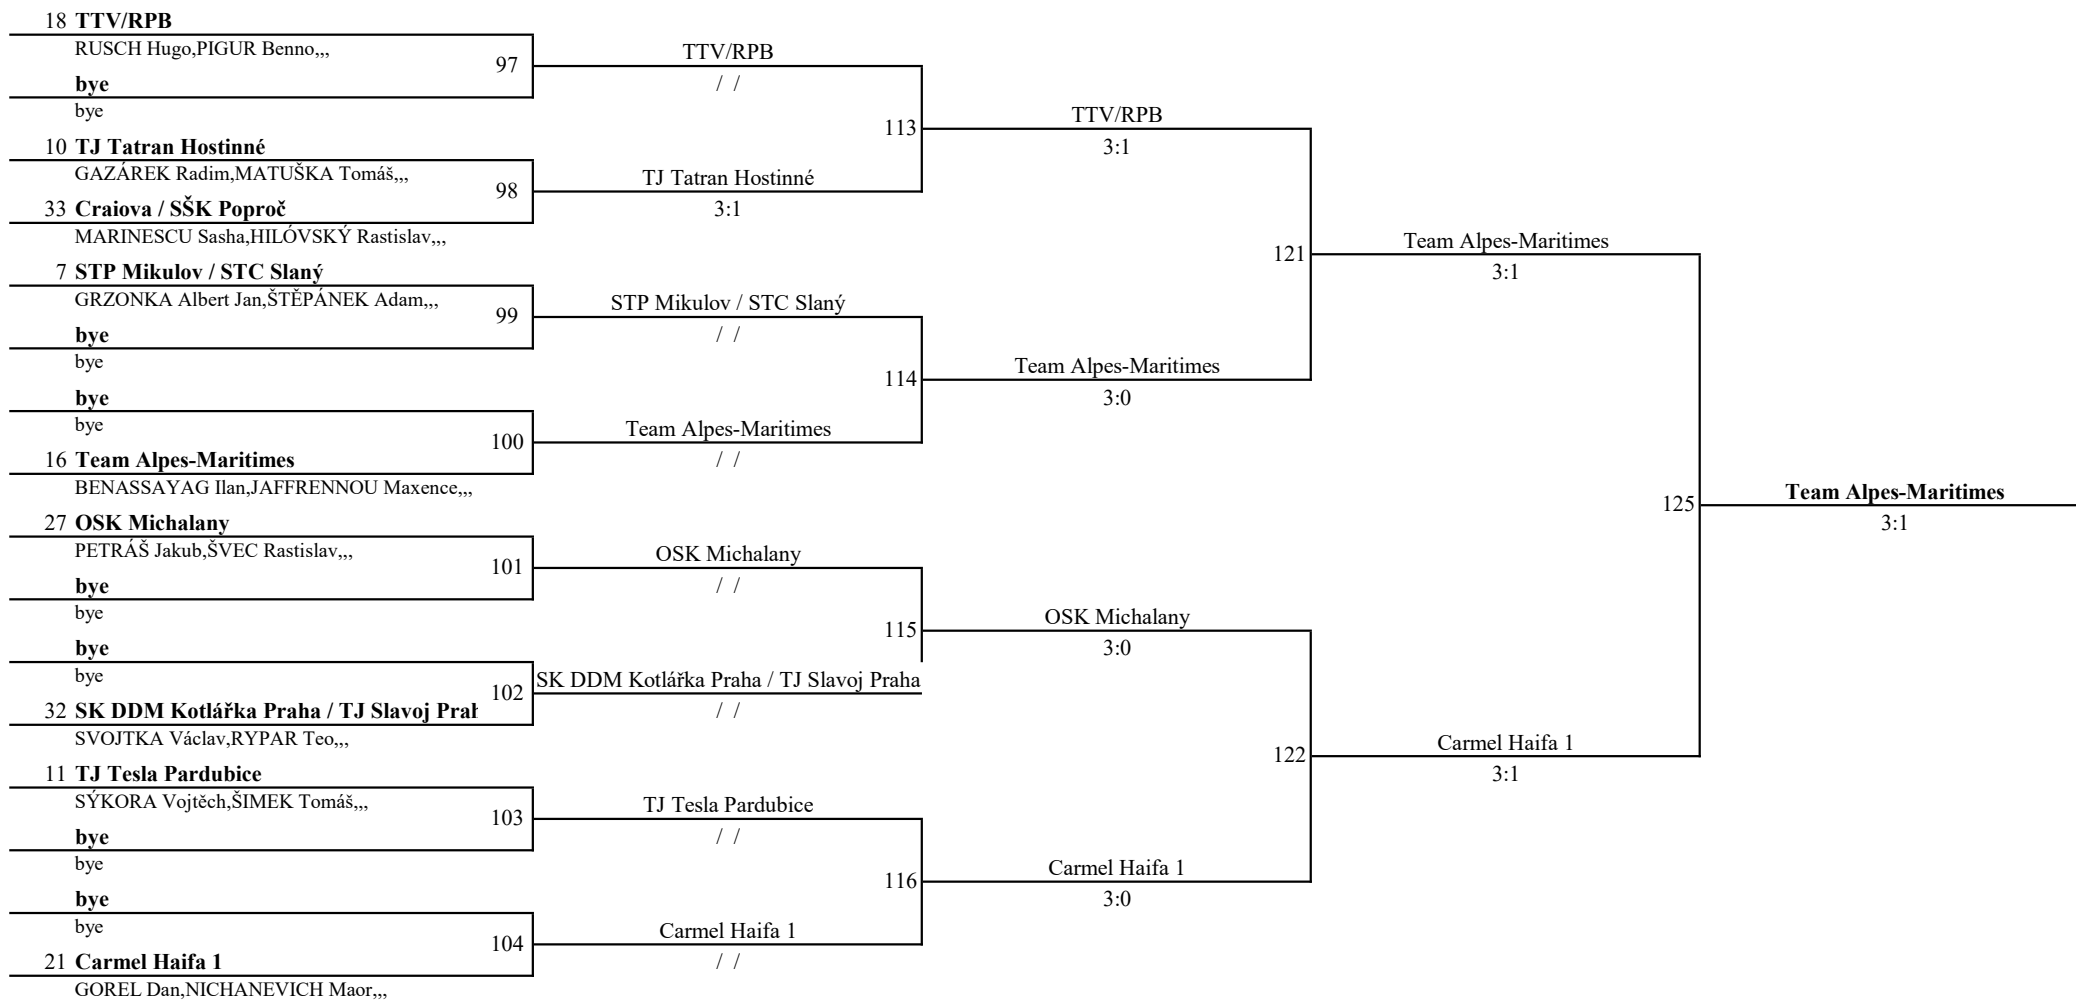 18 TTV/RPB
RUSCH Hugo,PIGUR Benno,,,
97
bye
bye
10 TJ Tatran Hostinné
GAZÁREK Radim,MATUŠKA Tomáš,,,
98
33 Craiova / SŠK Poproč
MARINESCU Sasha,HILÓVSKÝ Rastislav,,,
7 STP Mikulov / STC Slaný
GRZONKA Albert Jan,ŠTĚPÁNEK Adam,,,
99
bye
bye
bye
bye
100
16 Team Alpes-Maritimes
BENASSAYAG Ilan,JAFFRENNOU Maxence,,,
27 OSK Michalany
PETRÁŠ Jakub,ŠVEC Rastislav,,,
101
bye
bye
bye
bye
102
32 SK DDM Kotlářka Praha / TJ Slavoj Prah
SVOJTKA Václav,RYPAR Teo,,,
11 TJ Tesla Pardubice
SÝKORA Vojtěch,ŠIMEK Tomáš,,,
103
bye
bye
bye
bye
104
21 Carmel Haifa 1
GOREL Dan,NICHANEVICH Maor,,,
TTV/RPB
/ /
113
TJ Tatran Hostinné
3:1
STP Mikulov / STC Slaný
/ /
114
Team Alpes-Maritimes
/ /
OSK Michalany
/ /
115
SK DDM Kotlářka Praha / TJ Slavoj Praha
/ /
TJ Tesla Pardubice
/ /
116
Carmel Haifa 1
/ /
TTV/RPB
3:1
121
Team Alpes-Maritimes
3:0
OSK Michalany
3:0
122
Carmel Haifa 1
3:0
Team Alpes-Maritimes
3:1
125
Carmel Haifa 1
3:1
Team Alpes-Maritimes
3:1